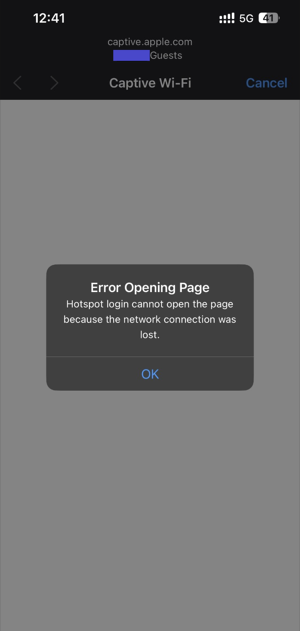 12:41
5G
41
captive.apple.com
Guests
Captive Wi-Fi
Cancel
Error Opening Page
Hotspot login cannot open the page
because the network connection was
lost.
OK